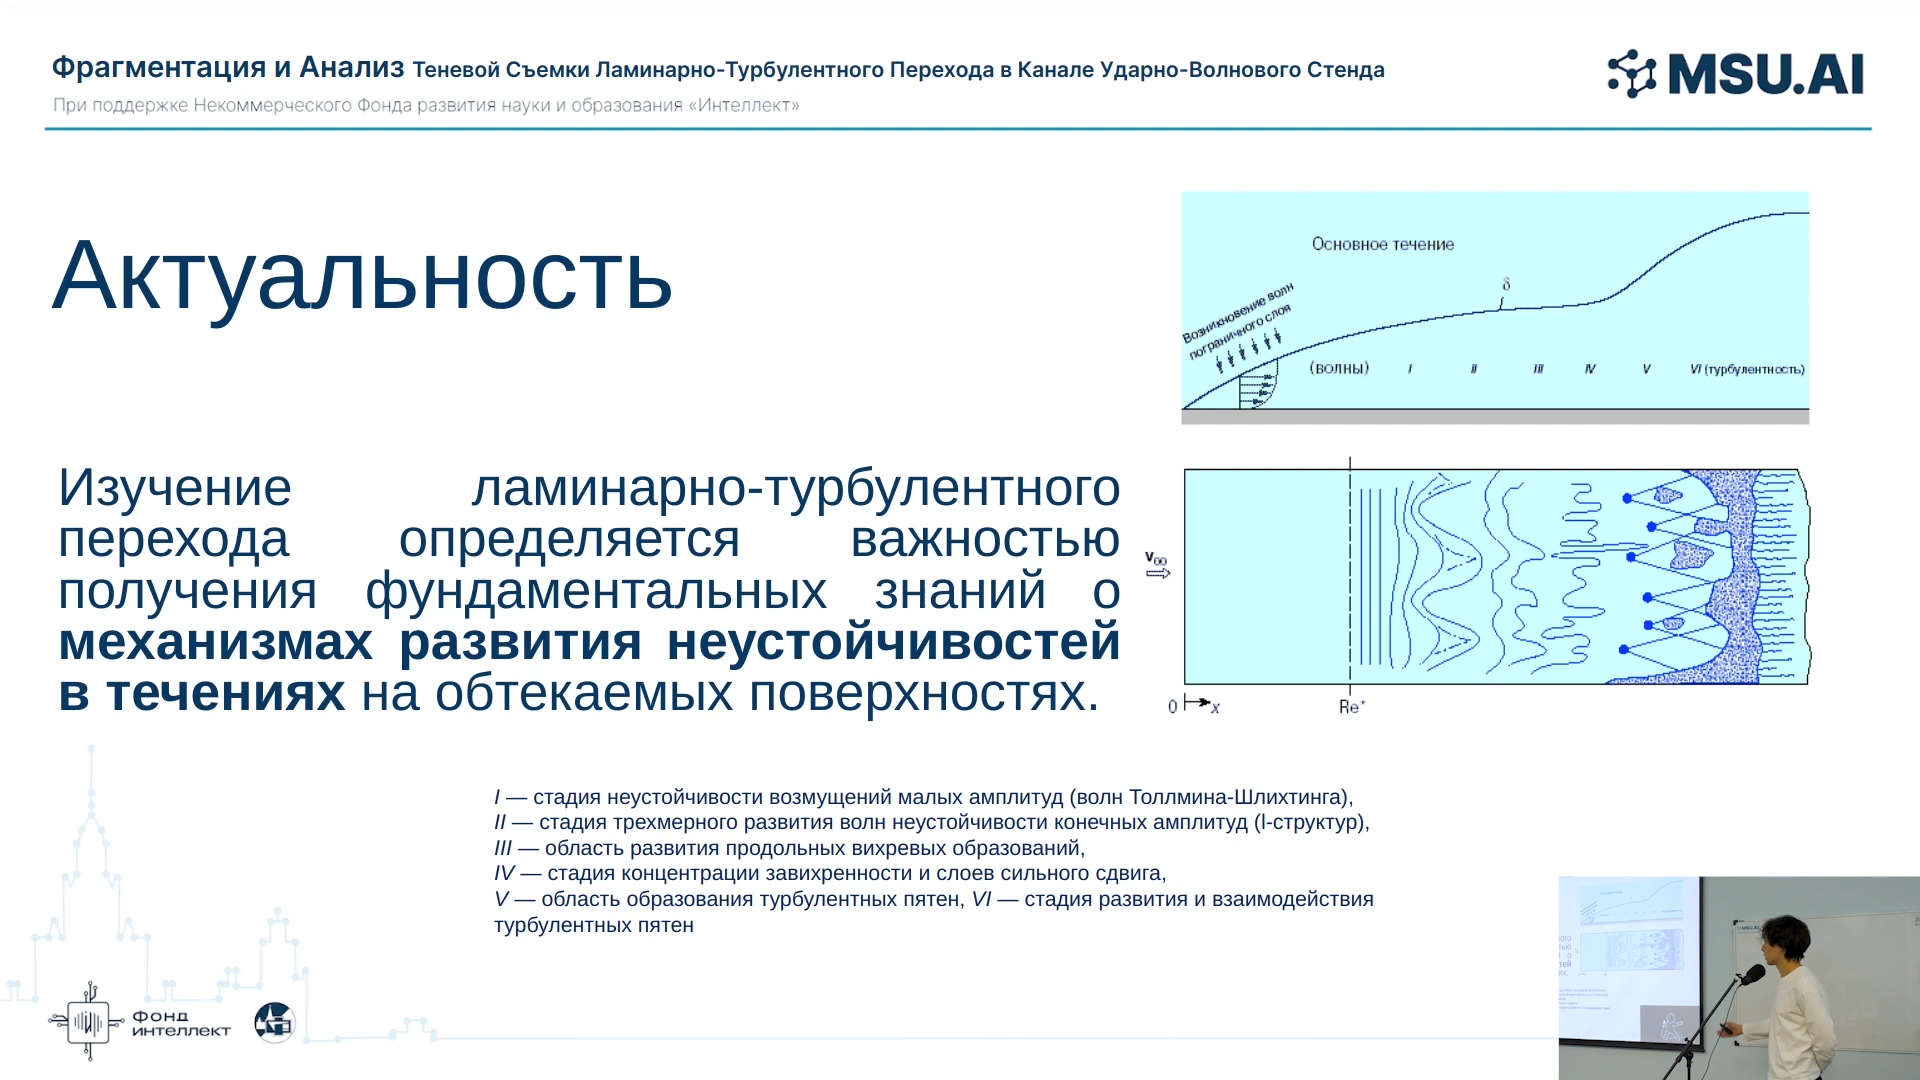 Фрагментация и Анализ Теневой Съемки Ламинарно-Турбулентного Перехода в Канале Ударно-Волнового Стенда
При поддержке Некоммерческого Фонда развития науки и образования «Интеллект»
MSU.AI
Актуальность
Основное течение
δ
Возникновение волн
пограничного слоя
(волны) I II III IV V VI (турбулентность)
Изучение ламинарно-турбулентного
перехода определяется важностью
получения фундаментальных знаний о
механизмах развития неустойчивостей
в течениях на обтекаемых поверхностях.
v∞
0 x Re*
I — стадия неустойчивости возмущений малых амплитуд (волн Толлмина-Шлихтинга),
II — стадия трехмерного развития волн неустойчивости конечных амплитуд (l-структур),
III — область развития продольных вихревых образований,
IV — стадия концентрации завихренности и слоев сильного сдвига,
V — область образования турбулентных пятен, VI — стадия развития и взаимодействия
турбулентных пятен
ФОНД
ИНТЕЛЛЕКТ